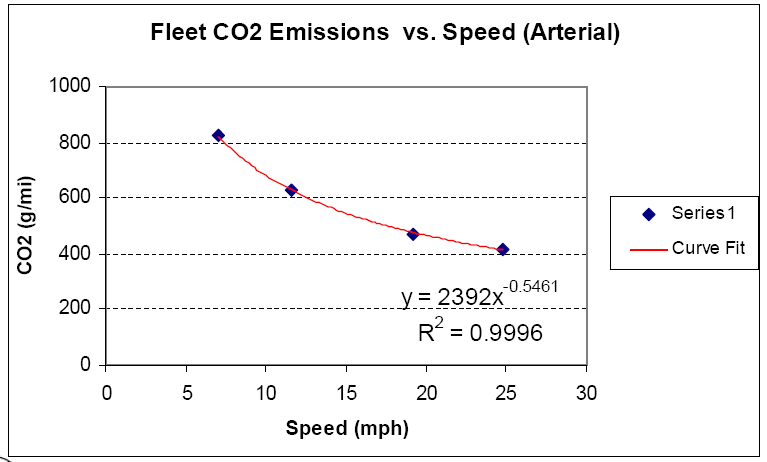 Fleet CO2 Emissions vs. Speed (Arterial)
1000
800
600
400
200
0
CO2 (g/mi)
0 5 10 15 20 25 30
Speed (mph)
y = 2392x^-0.5461
R² = 0.9996
Series1
Curve Fit